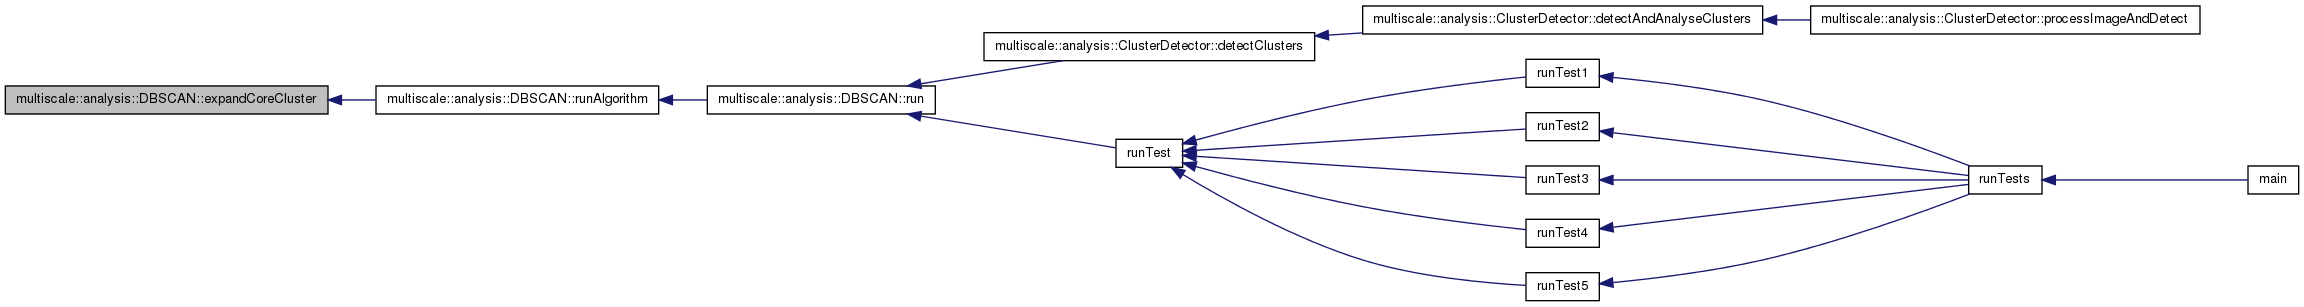 multiscale::analysis::DBSCAN::expandCoreCluster
multiscale::analysis::DBSCAN::runAlgorithm
multiscale::analysis::DBSCAN::run
multiscale::analysis::ClusterDetector::detectClusters
multiscale::analysis::ClusterDetector::detectAndAnalyseClusters
multiscale::analysis::ClusterDetector::processImageAndDetect
runTest
runTest1
runTest2
runTest3
runTest4
runTest5
runTests
main